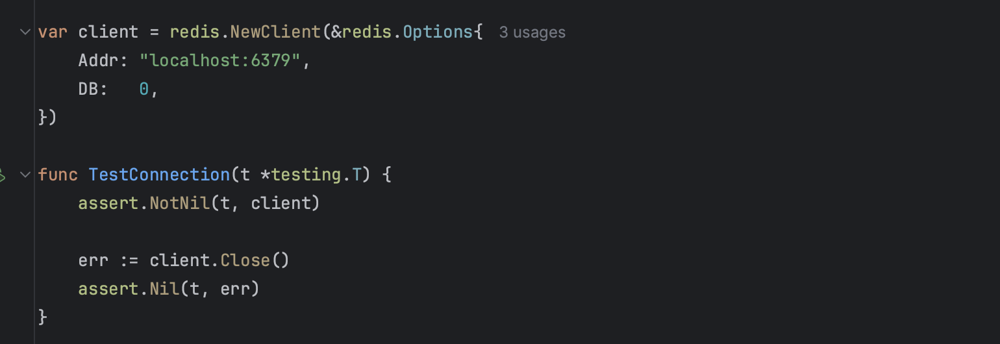 var client = redis.NewClient(&redis.Options{ 3 usages
    Addr: "localhost:6379",
    DB:   0,
})
func TestConnection(t *testing.T) {
    assert.NotNil(t, client)
    err := client.Close()
    assert.Nil(t, err)
}